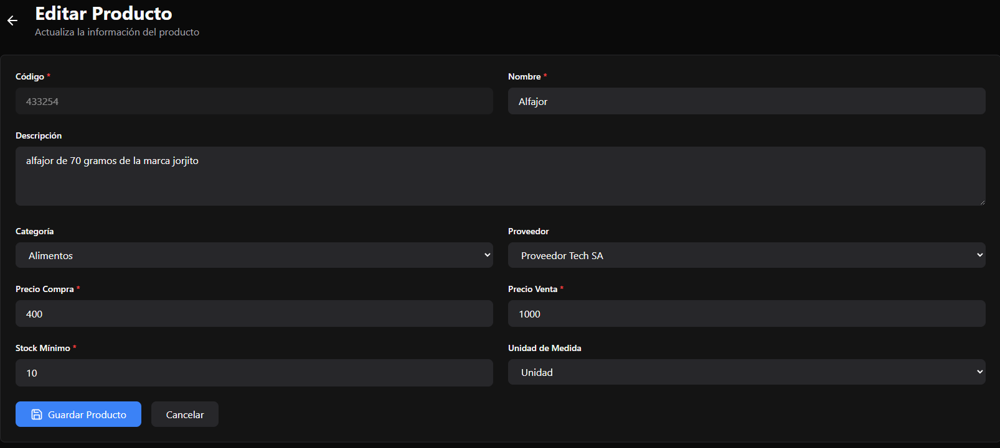 Editar Producto
Actualiza la información del producto
Código *
Nombre *
433254
Alfajor
Descripción
alfajor de 70 gramos de la marca jorjito
Categoría
Proveedor
Alimentos
Proveedor Tech SA
Precio Compra *
Precio Venta *
400
1000
Stock Mínimo *
Unidad de Medida
10
Unidad
Guardar Producto
Cancelar